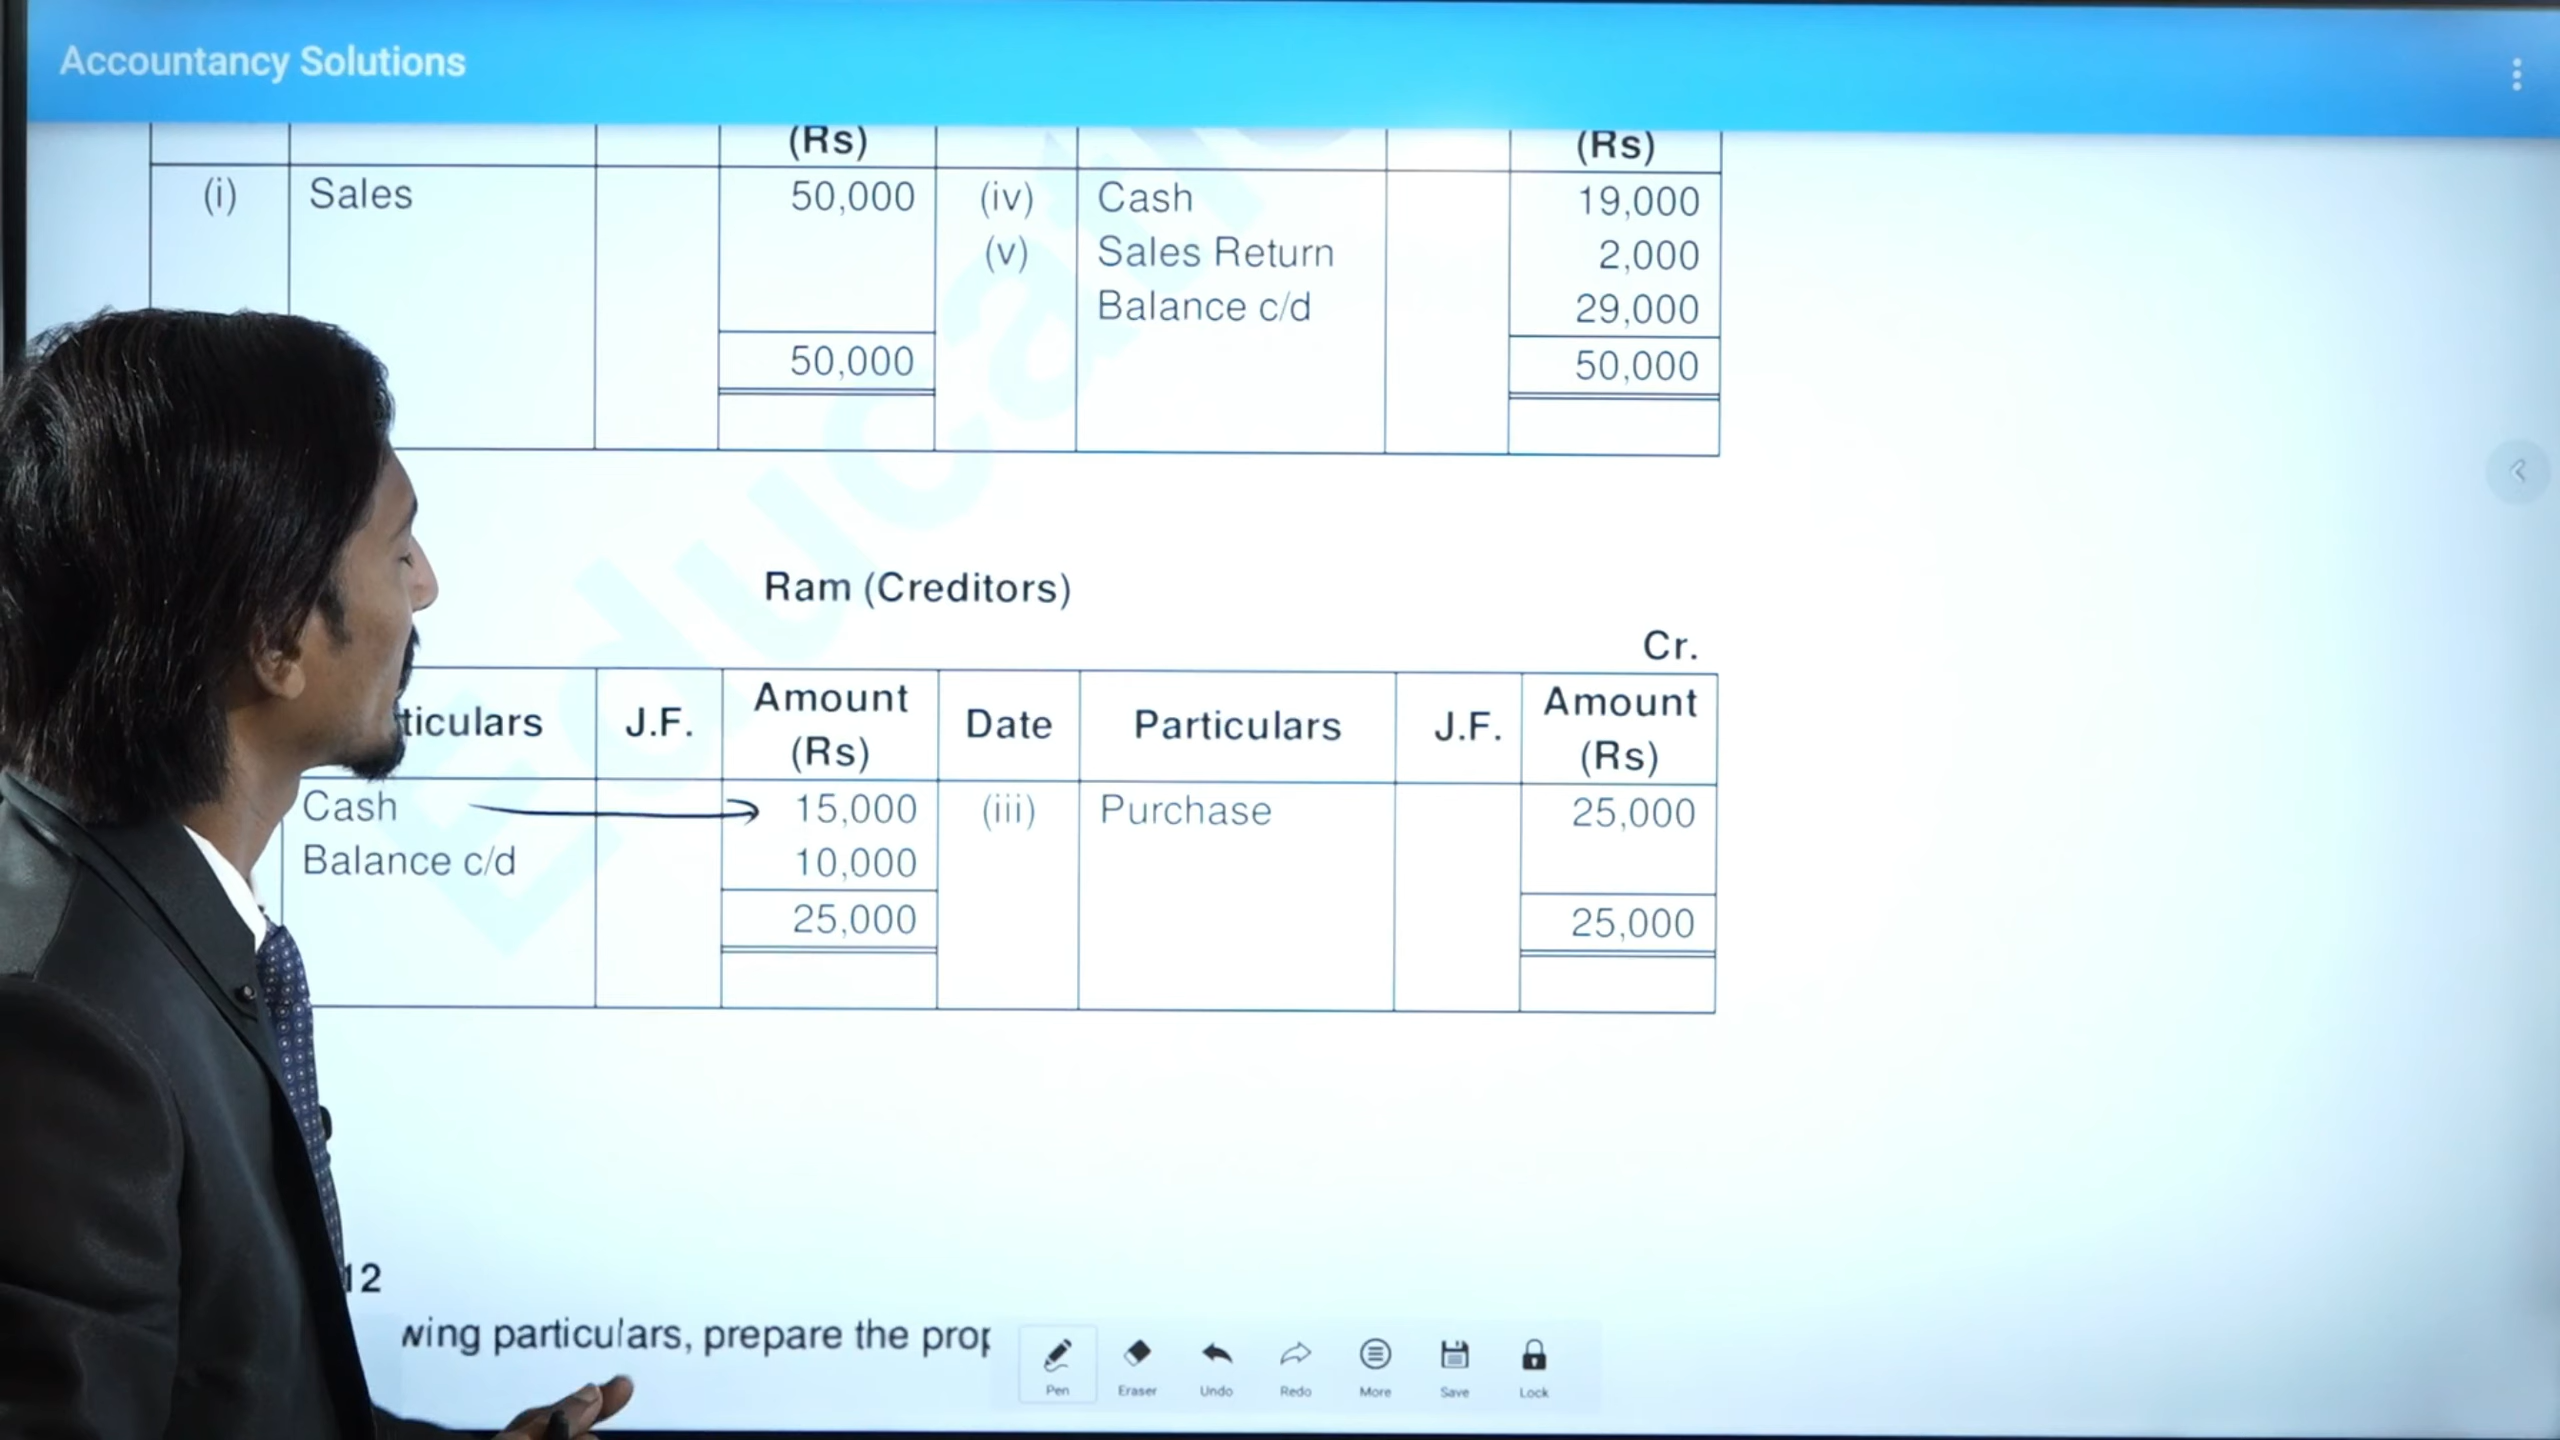 Accountancy Solutions
(Rs) (Rs)
(i) Sales 50,000 (iv) Cash 19,000
(v) Sales Return 2,000
Balance c/d 29,000
50,000 50,000
Ram (Creditors)
Cr.
ticulars J.F. Amount (Rs) Date Particulars J.F. Amount (Rs)
Cash 15,000 (iii) Purchase 25,000
Balance c/d 10,000
25,000 25,000
12
wing particulars, prepare the prop
Pen Eraser Undo Redo More Save Lock